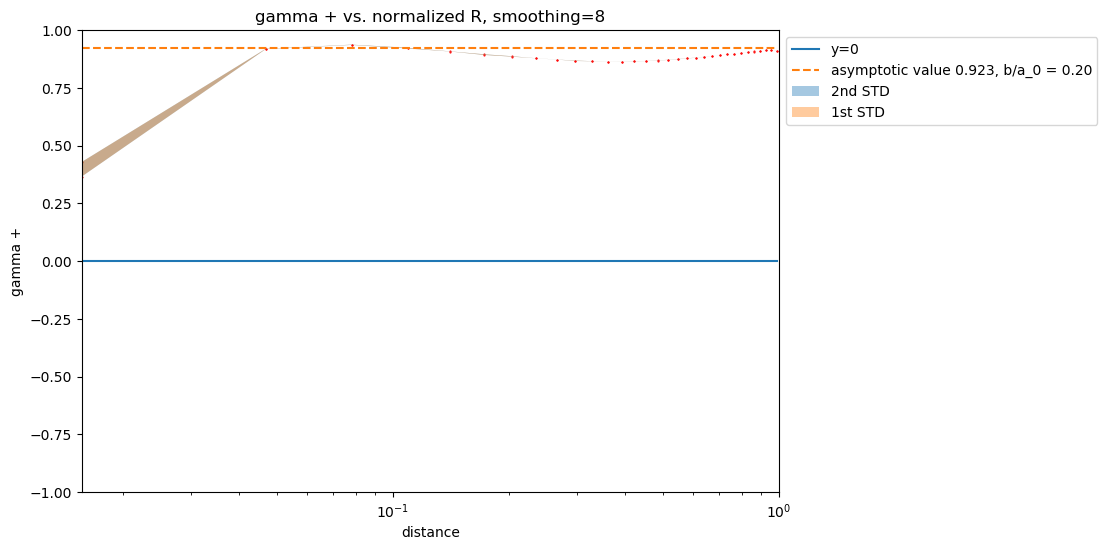 gamma + vs. normalized R, smoothing=8
1.00
0.75
0.50
0.25
0.00
−0.25
−0.50
−0.75
−1.00
gamma +
10⁻¹
10⁰
distance
y=0
asymptotic value 0.923, b/a_0 = 0.20
2nd STD
1st STD